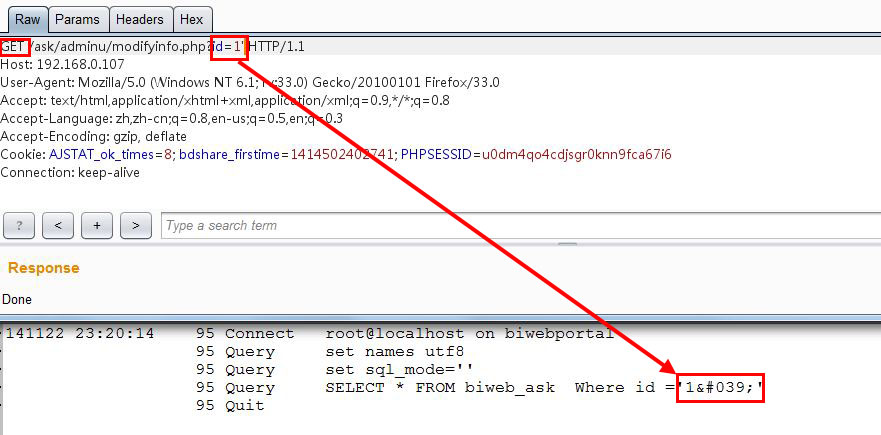 Raw Params Headers Hex
GET /ask/adminu/modifyinfo.php?id=1' HTTP/1.1
Host: 192.168.0.107
User-Agent: Mozilla/5.0 (Windows NT 6.1; rv:33.0) Gecko/20100101 Firefox/33.0
Accept: text/html,application/xhtml+xml,application/xml;q=0.9,*/*;q=0.8
Accept-Language: zh,zh-cn;q=0.8,en-us;q=0.5,en;q=0.3
Accept-Encoding: gzip, deflate
Cookie: AJSTAT_ok_times=8; bdshare_firstime=1414502402741; PHPSESSID=u0dm4qo4cdjsgr0knn9fca67i6
Connection: keep-alive
? < + > Type a search term
Response
Done
141122 23:20:14 95 Connect root@localhost on biwebportal
95 Query set names utf8
95 Query set sql_mode=''
95 Query SELECT * FROM biweb_ask Where id ='1&#039;'
95 Quit